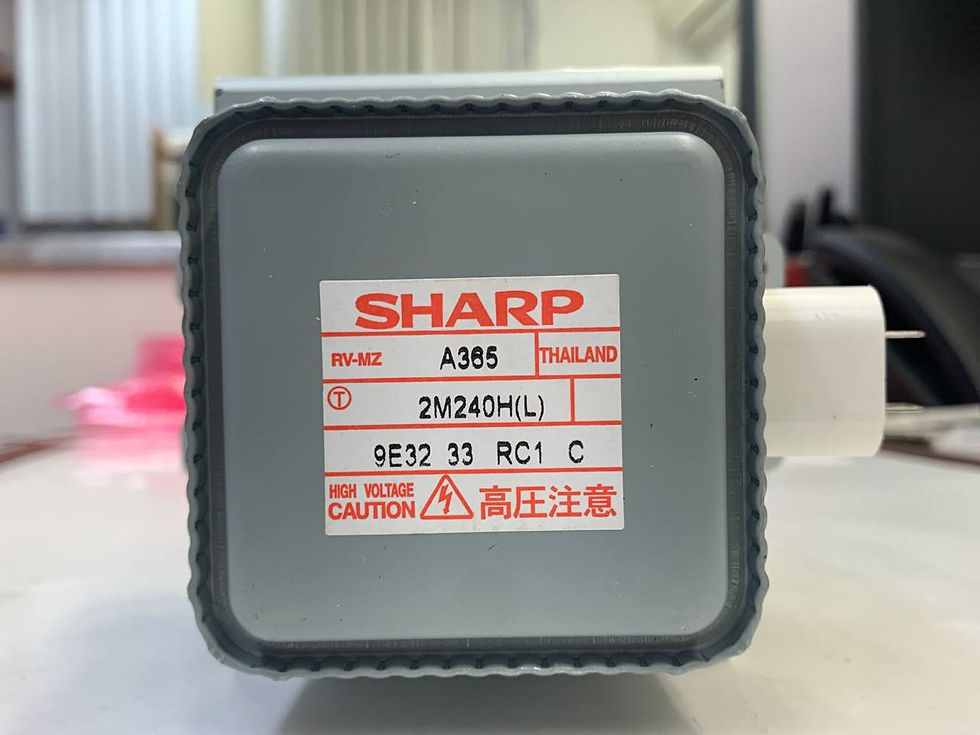 SHARP
RV-MZ A365 THAILAND
T 2M240H(L)
9E32 33 RC1 C
HIGH VOLTAGE
CAUTION 高圧注意